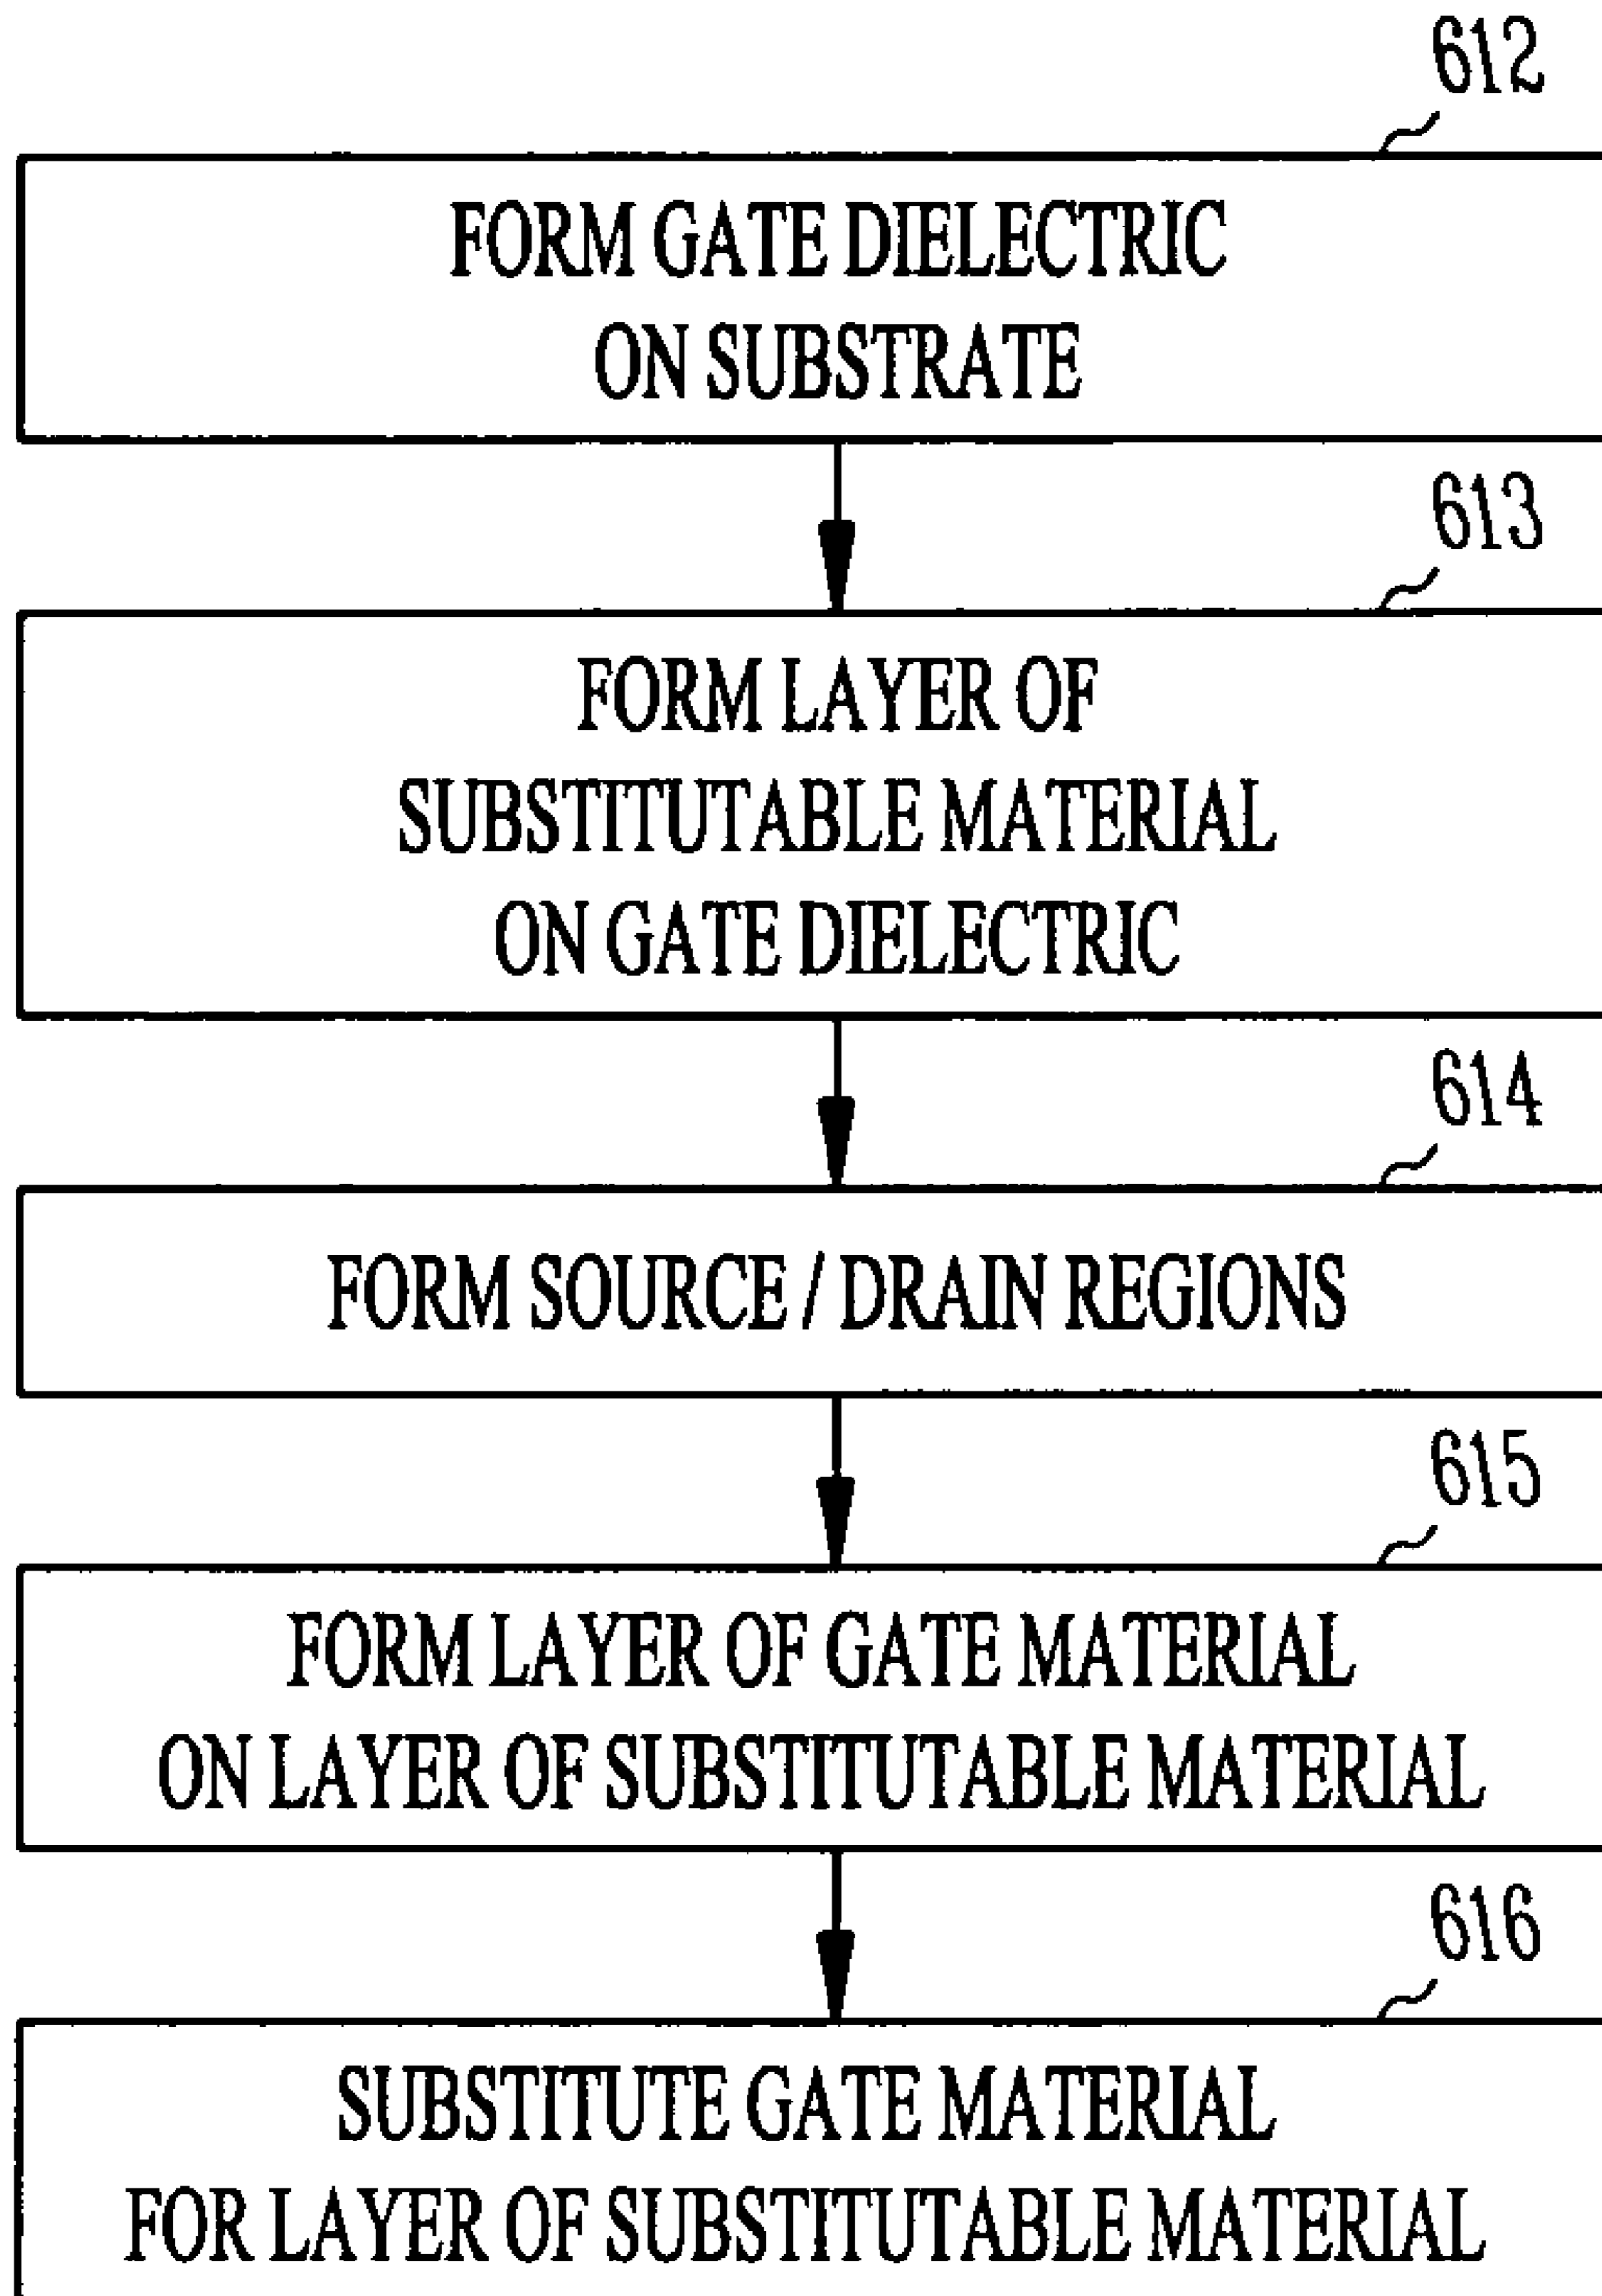 612
FORM GATE DIELECTRIC
ON SUBSTRATE
613
FORM LAYER OF
SUBSTITUTABLE MATERIAL
ON GATE DIELECTRIC
614
FORM SOURCE / DRAIN REGIONS
615
FORM LAYER OF GATE MATERIAL
ON LAYER OF SUBSTITUTABLE MATERIAL
616
SUBSTITUTE GATE MATERIAL
FOR LAYER OF SUBSTITUTABLE MATERIAL